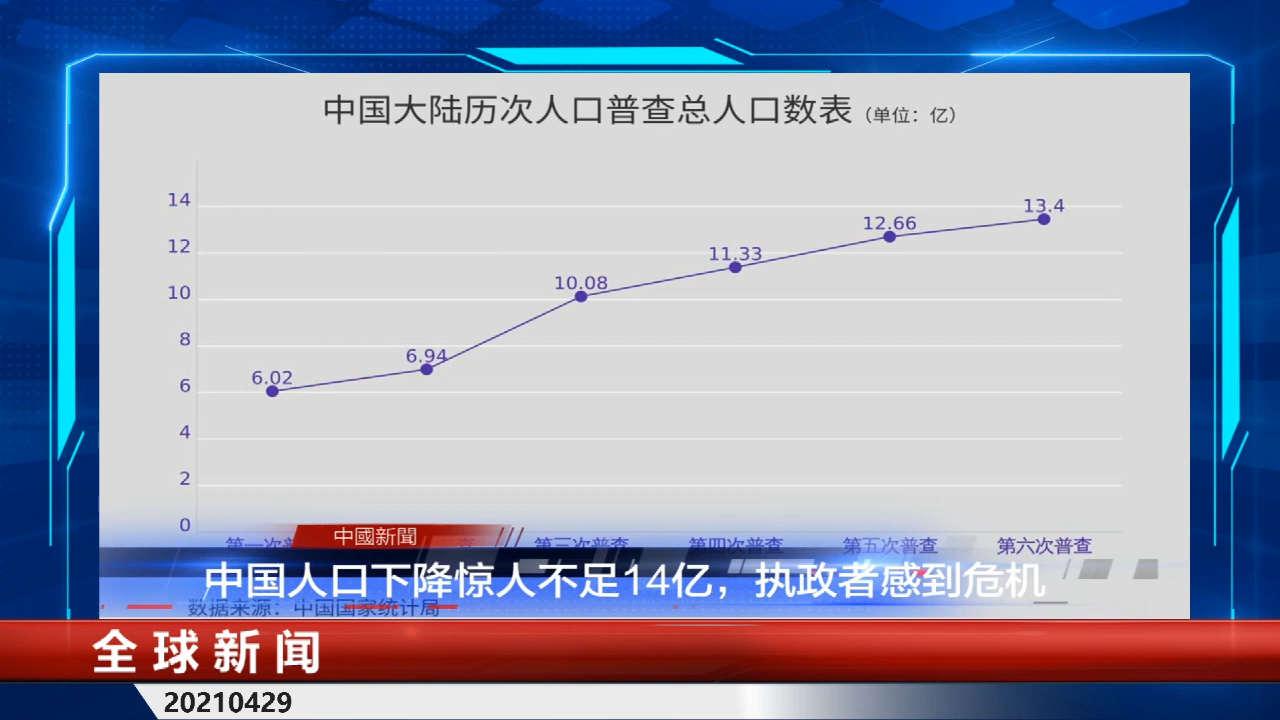 中国大陆历次人口普查总人口数表（单位：亿）
14
12
10
8
6
4
2
0
6.02
6.94
10.08
11.33
12.66
13.4
第一次普
查
第三次普查
第四次普查
第五次普查
第六次普查
中國新聞
中国人口下降惊人不足14亿，执政者感到危机
数据来源：中国国家统计局
全球新闻
20210429